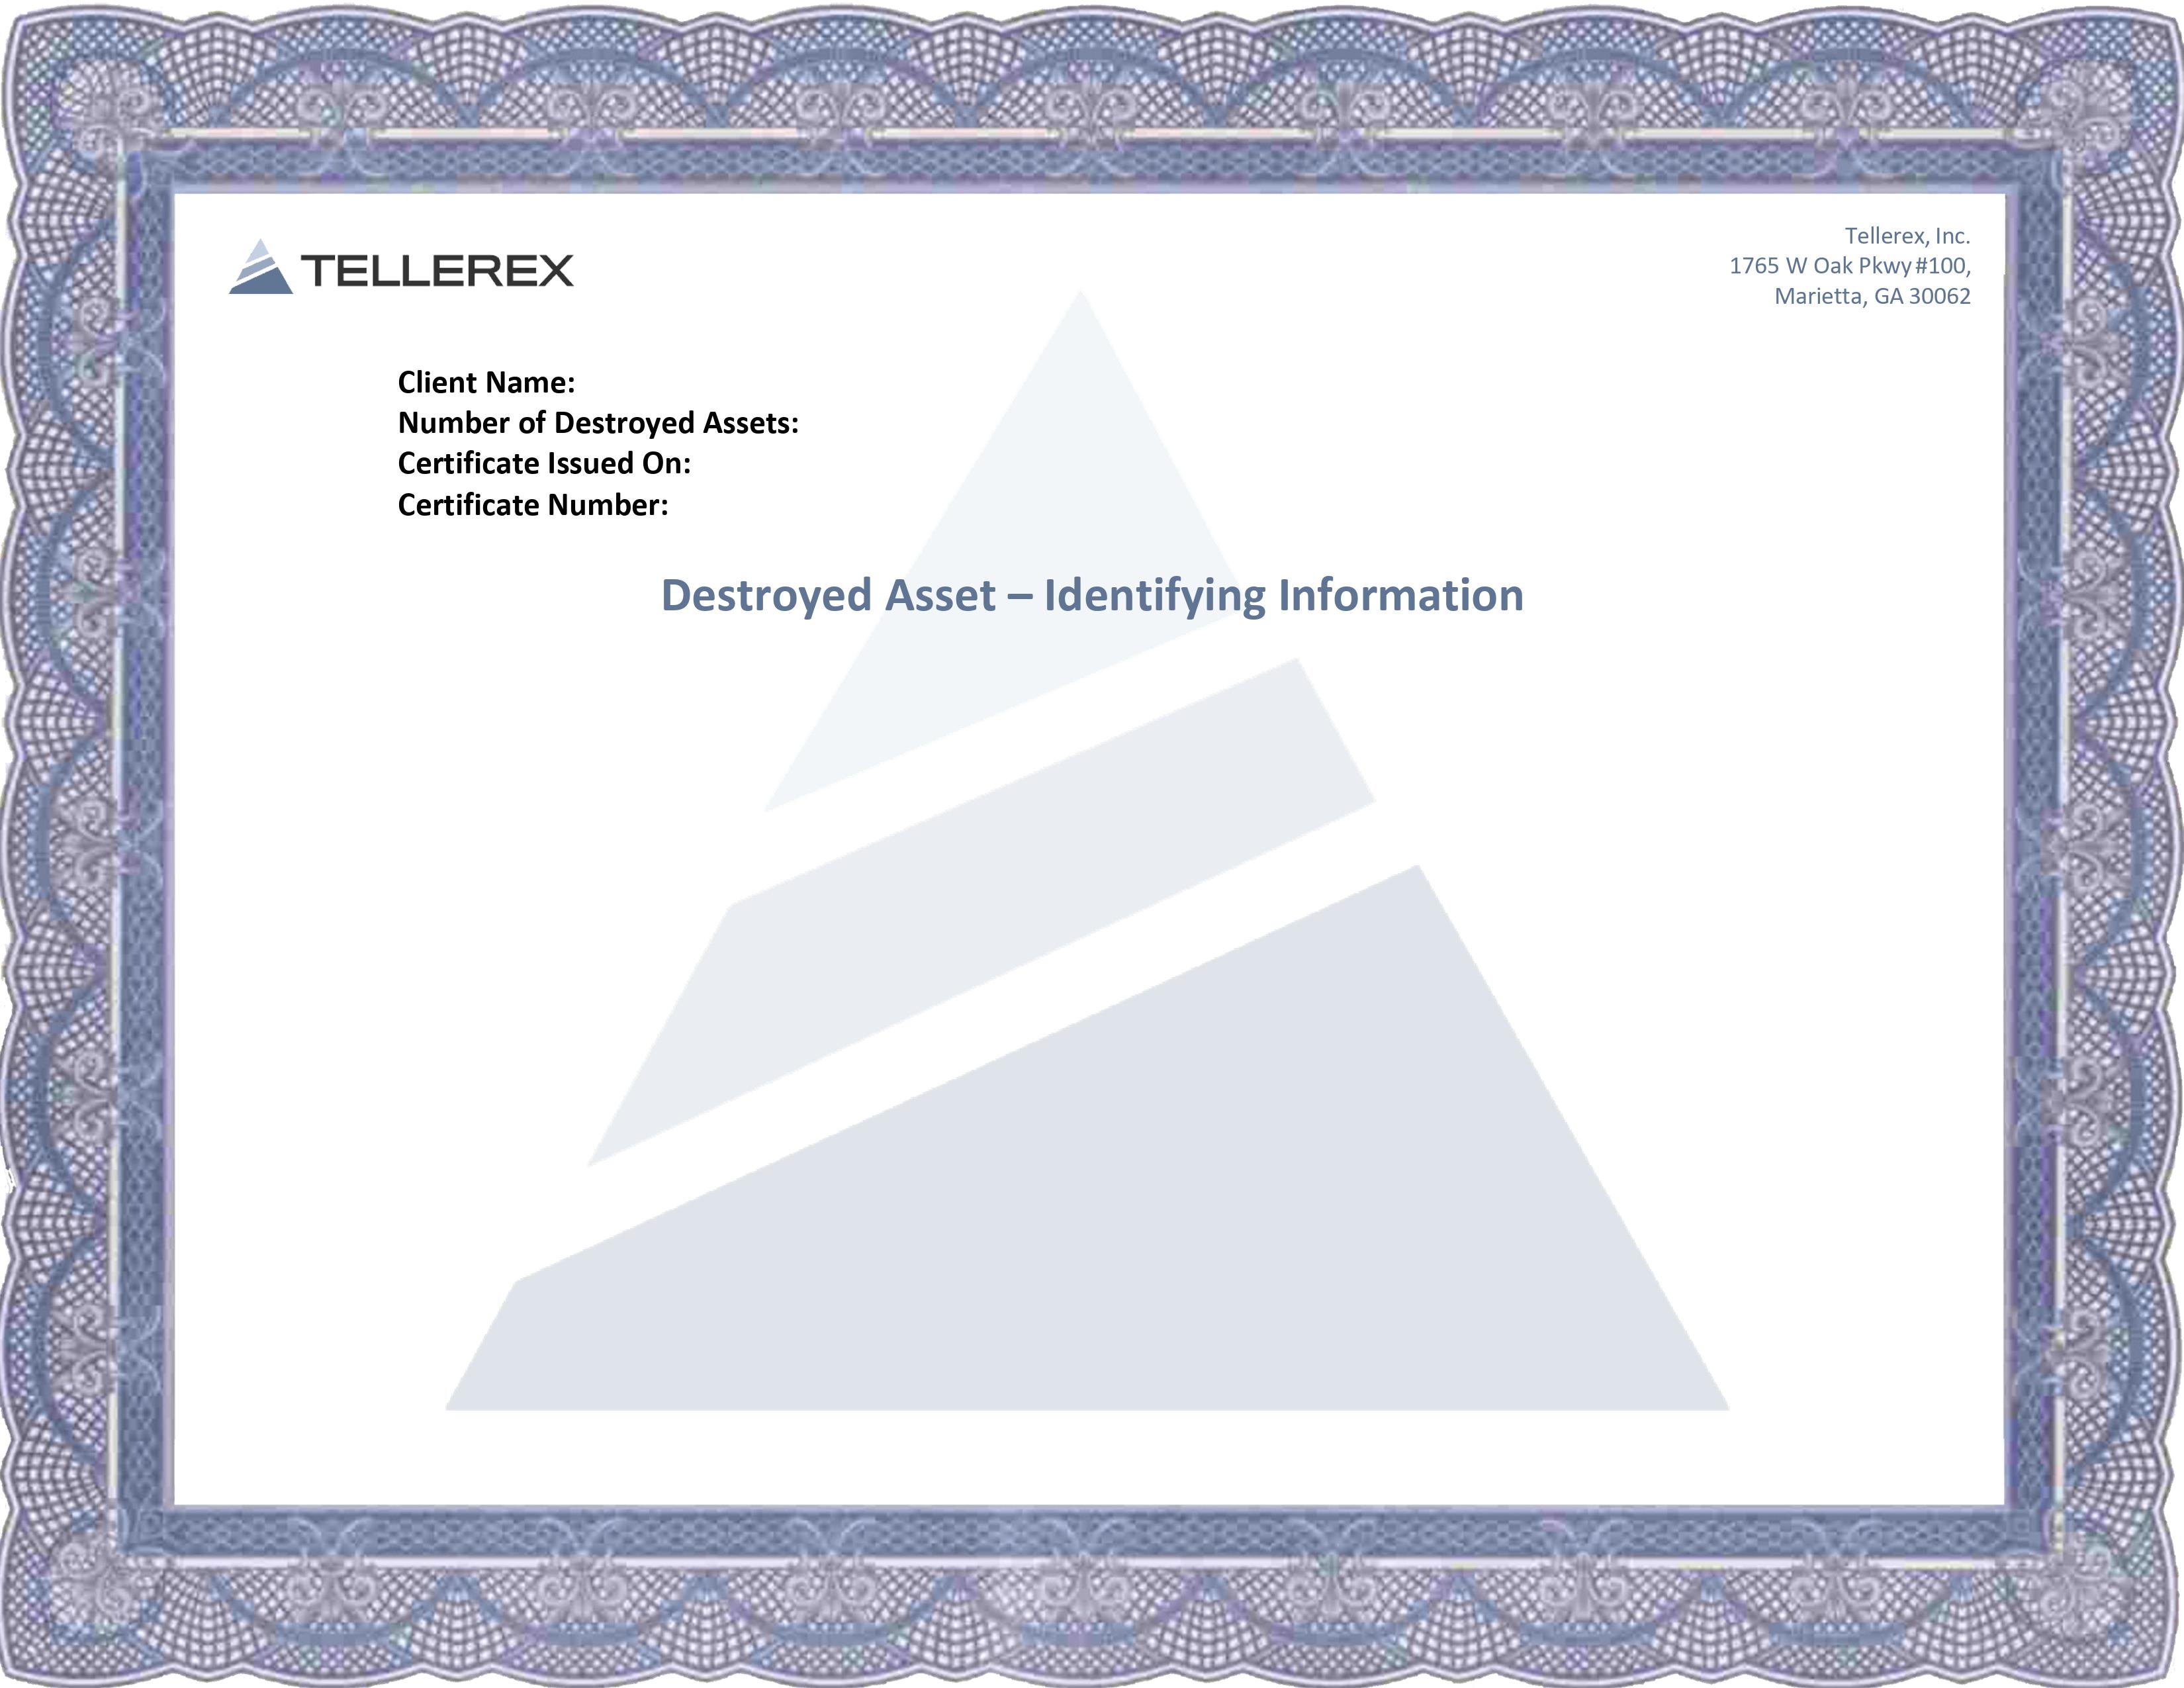 TELLEREX
Tellerex, Inc.
1765 W Oak Pkwy #100,
Marietta, GA 30062
Client Name:
Number of Destroyed Assets:
Certificate Issued On:
Certificate Number:
Destroyed Asset – Identifying Information